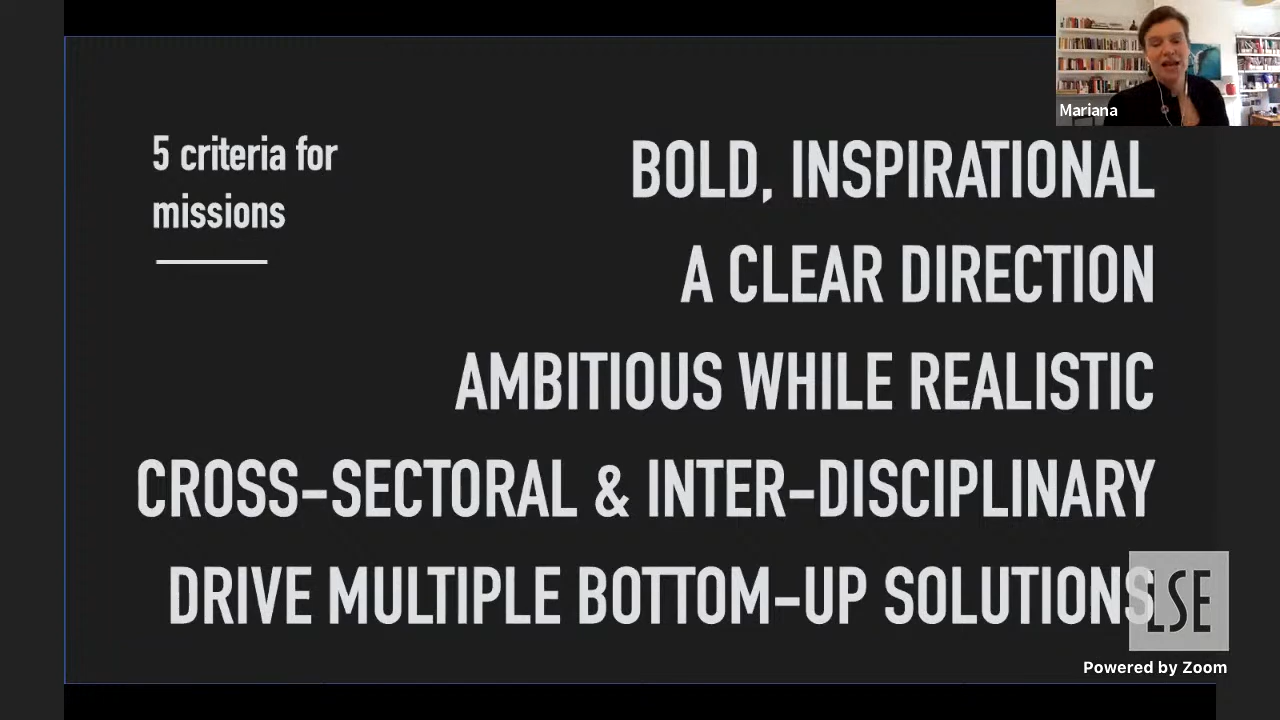 Mariana
5 criteria for
missions
BOLD, INSPIRATIONAL
A CLEAR DIRECTION
AMBITIOUS WHILE REALISTIC
CROSS-SECTORAL & INTER-DISCIPLINARY
DRIVE MULTIPLE BOTTOM-UP SOLUTIONS
LSE
Powered by Zoom